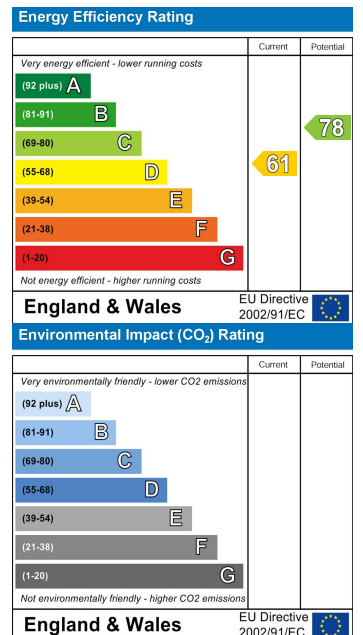 Energy Efficiency Rating
Current Potential
Very energy efficient - lower running costs
(92 plus) A
(81-91) B
(69-80) C
78
(55-68) D
61
(39-54) E
(21-38) F
(1-20) G
Not energy efficient - higher running costs
England & Wales
EU Directive
2002/91/EC
Environmental Impact (CO₂) Rating
Current Potential
Very environmentally friendly - lower CO2 emissions
(92 plus) A
(81-91) B
(69-80) C
(55-68) D
(39-54) E
(21-38) F
(1-20) G
Not environmentally friendly - higher CO2 emissions
England & Wales
EU Directive
2002/91/EC